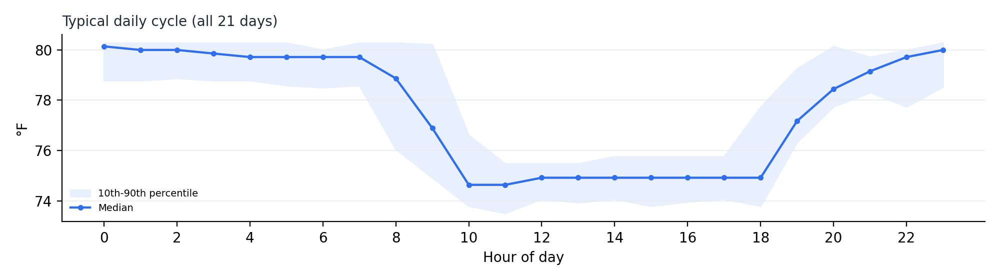 Typical daily cycle (all 21 days)
80
78
76
74
°F
10th-90th percentile
Median
0 2 4 6 8 10 12 14 16 18 20 22
Hour of day